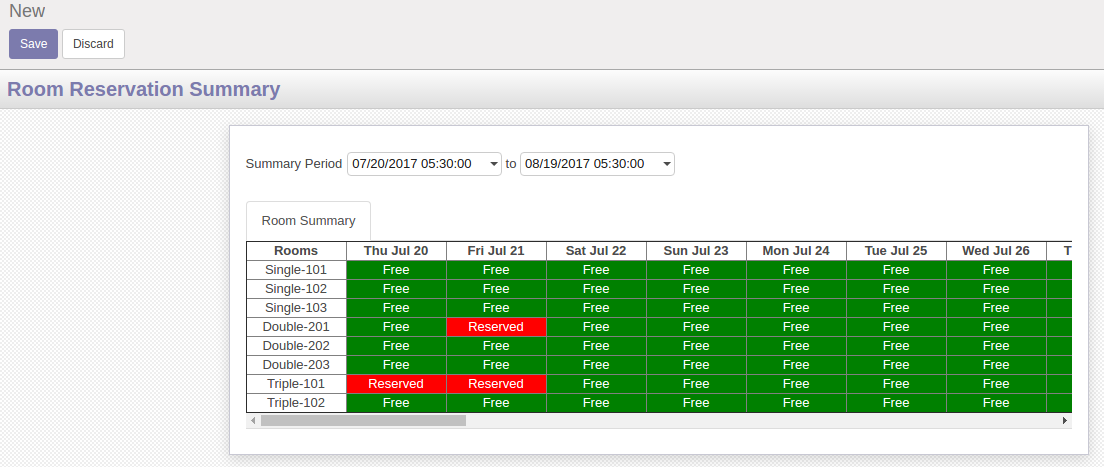 New
Save Discard
Room Reservation Summary
Summary Period 07/20/2017 05:30:00 to 08/19/2017 05:30:00
Room Summary
Rooms Thu Jul 20 Fri Jul 21 Sat Jul 22 Sun Jul 23 Mon Jul 24 Tue Jul 25 Wed Jul 26 T
Single-101 Free Free Free Free Free Free Free
Single-102 Free Free Free Free Free Free Free
Single-103 Free Free Free Free Free Free Free
Double-201 Free Reserved Free Free Free Free Free
Double-202 Free Free Free Free Free Free Free
Double-203 Free Free Free Free Free Free Free
Triple-101 Reserved Reserved Free Free Free Free Free
Triple-102 Free Free Free Free Free Free Free